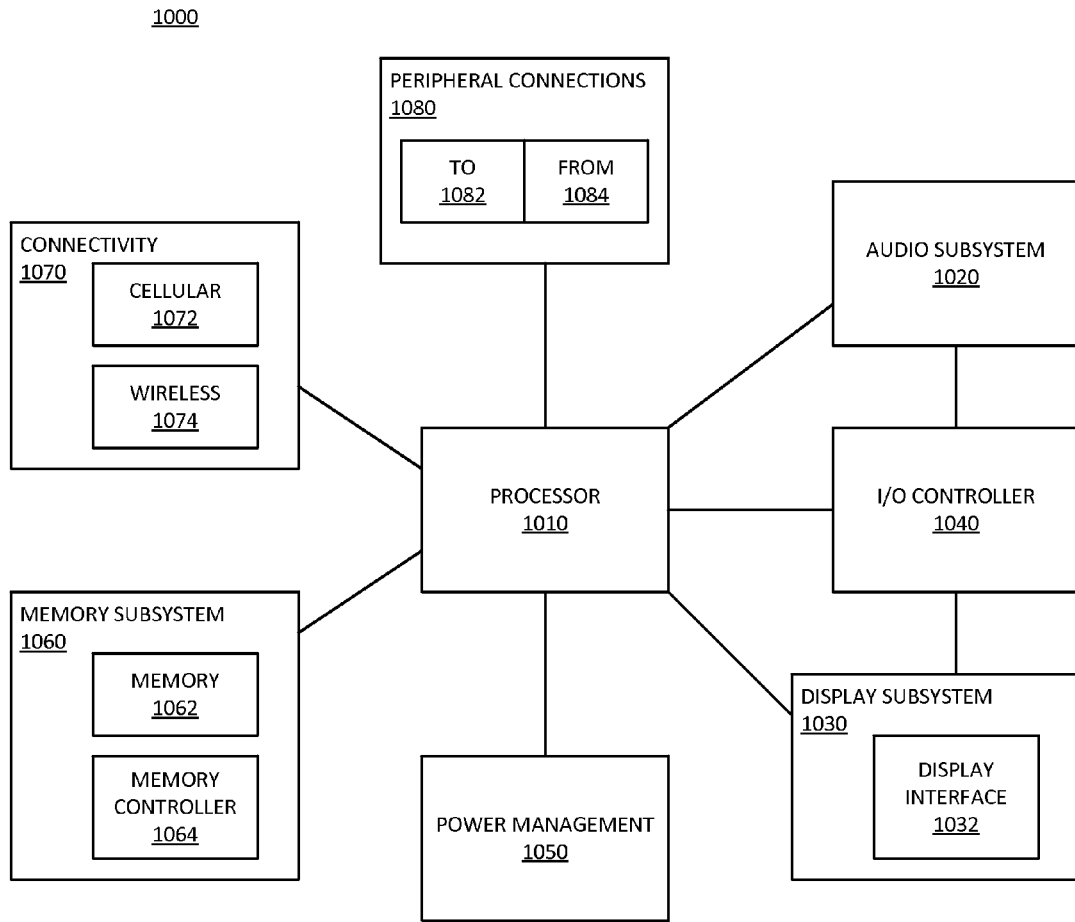 1000
PERIPHERAL CONNECTIONS
1080
TO
1082
FROM
1084
CONNECTIVITY
1070
CELLULAR
1072
WIRELESS
1074
AUDIO SUBSYSTEM
1020
PROCESSOR
1010
I/O CONTROLLER
1040
MEMORY SUBSYSTEM
1060
MEMORY
1062
MEMORY
CONTROLLER
1064
POWER MANAGEMENT
1050
DISPLAY SUBSYSTEM
1030
DISPLAY
INTERFACE
1032